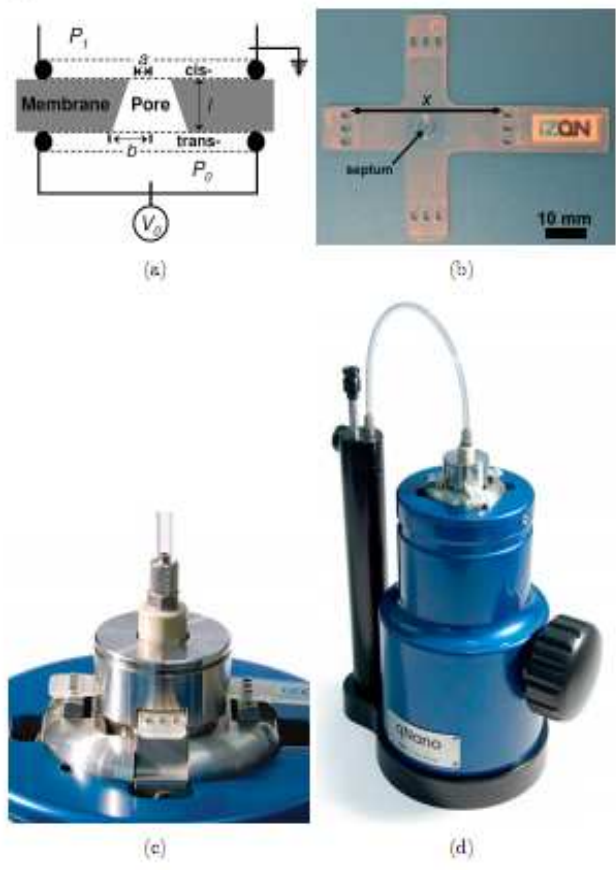 P₁
a
cis-
Membrane
Pore
l
trans-
b
P₀
V₀
(a)
x
IZON
septum
10 mm
(b)
(c)
qNano
(d)